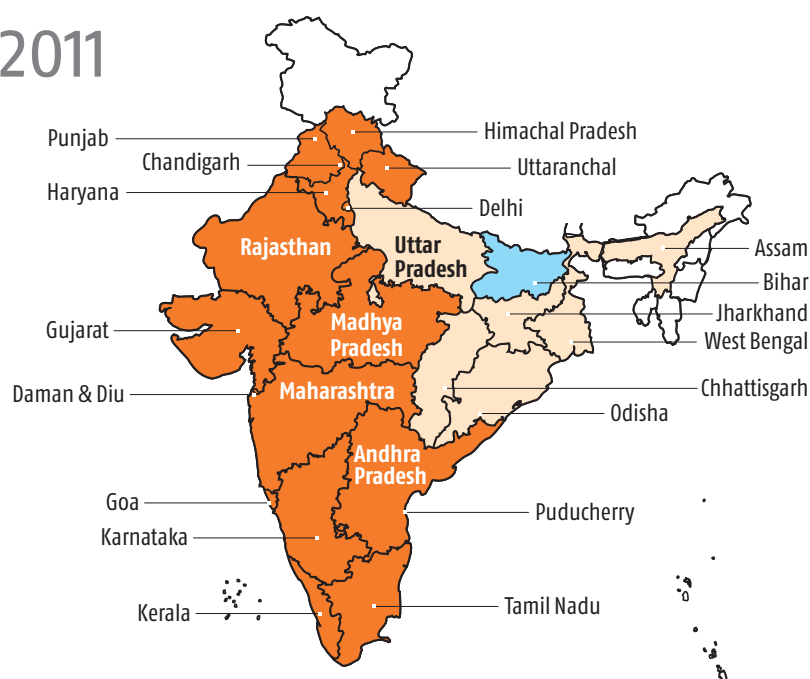 2011
Punjab
Himachal Pradesh
Chandigarh
Uttaranchal
Haryana
Delhi
Rajasthan
Uttar
Pradesh
Assam
Bihar
Jharkhand
Gujarat
Madhya
Pradesh
West Bengal
Daman & Diu
Maharashtra
Chhattisgarh
Odisha
Andhra
Pradesh
Goa
Puducherry
Karnataka
Kerala
Tamil Nadu